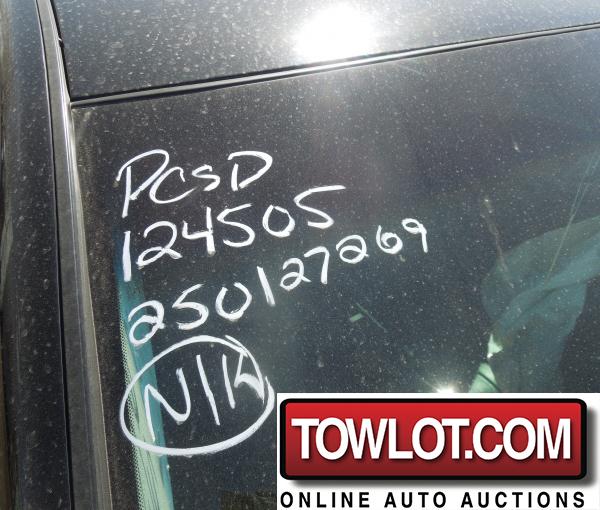 PCSD
124505
250127269
N/K
TOWLOT.COM
ONLINE AUTO AUCTIONS